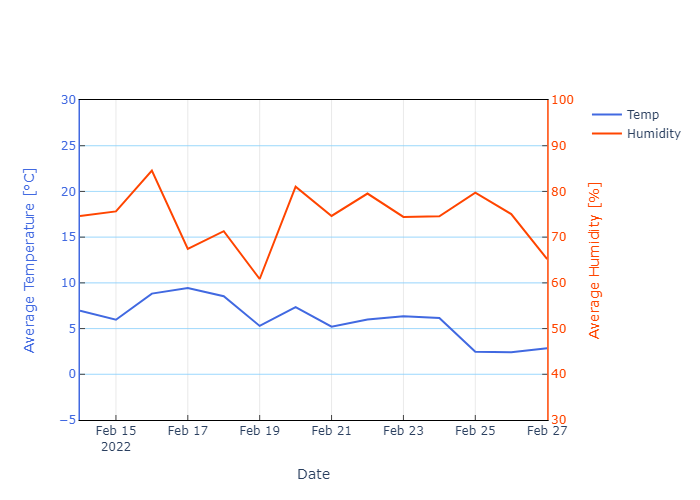 30
25
20
15
10
5
0
−5
Average Temperature [°C]
100
90
80
70
60
50
40
30
Average Humidity [%]
Temp
Humidity
Feb 15
2022
Feb 17
Feb 19
Feb 21
Feb 23
Feb 25
Feb 27
Date